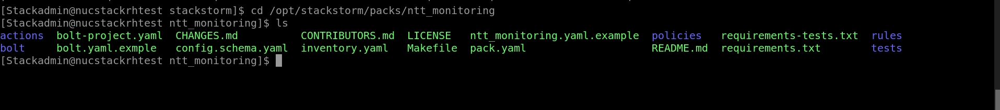 [Stackadmin@nucstackrhtest stackstorm]$ cd /opt/stackstorm/packs/ntt_monitoring
[Stackadmin@nucstackrhtest ntt_monitoring]$ ls
actions  bolt-project.yaml  CHANGES.md          CONTRIBUTORS.md  LICENSE   ntt_monitoring.yaml.example  policies   requirements-tests.txt  rules
bolt     bolt.yaml.exmple   config.schema.yaml  inventory.yaml   Makefile  pack.yaml                    README.md  requirements.txt        tests
[Stackadmin@nucstackrhtest ntt_monitoring]$